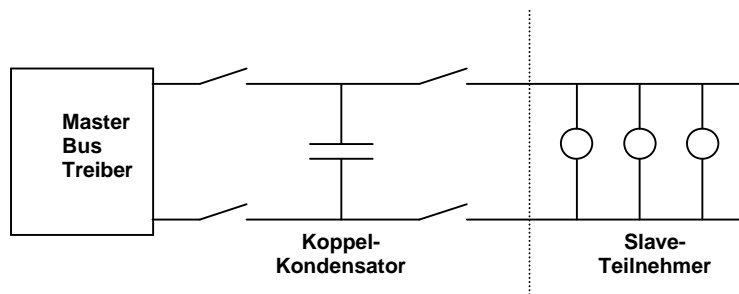 Master
Bus
Treiber
Koppel-
Kondensator
Slave-
Teilnehmer